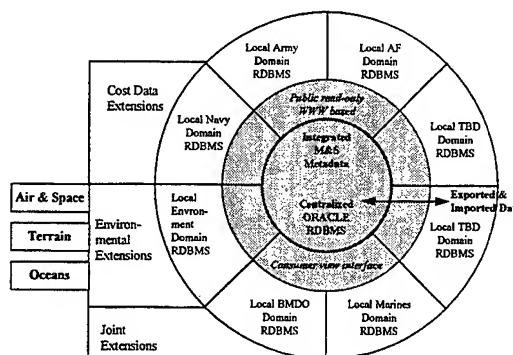 Local Army
Domain
RDBMS
Local AF
Domain
RDBMS
Cost Data
Extensions
Local Navy
Domain
RDBMS
Public read-only
WWW based
Local TBD
Domain
RDBMS
Integrated
M&S
Metadata
Air & Space
Terrain
Oceans
Environ-
mental
Extensions
Local
Envron-
ment
Domain
RDBMS
Centralized
ORACLE
RDBMS
Exported &
Imported Da
Local TBD
Domain
RDBMS
Consumer view interface
Local BMDO
Domain
RDBMS
Local Marines
Domain
RDBMS
Joint
Extensions